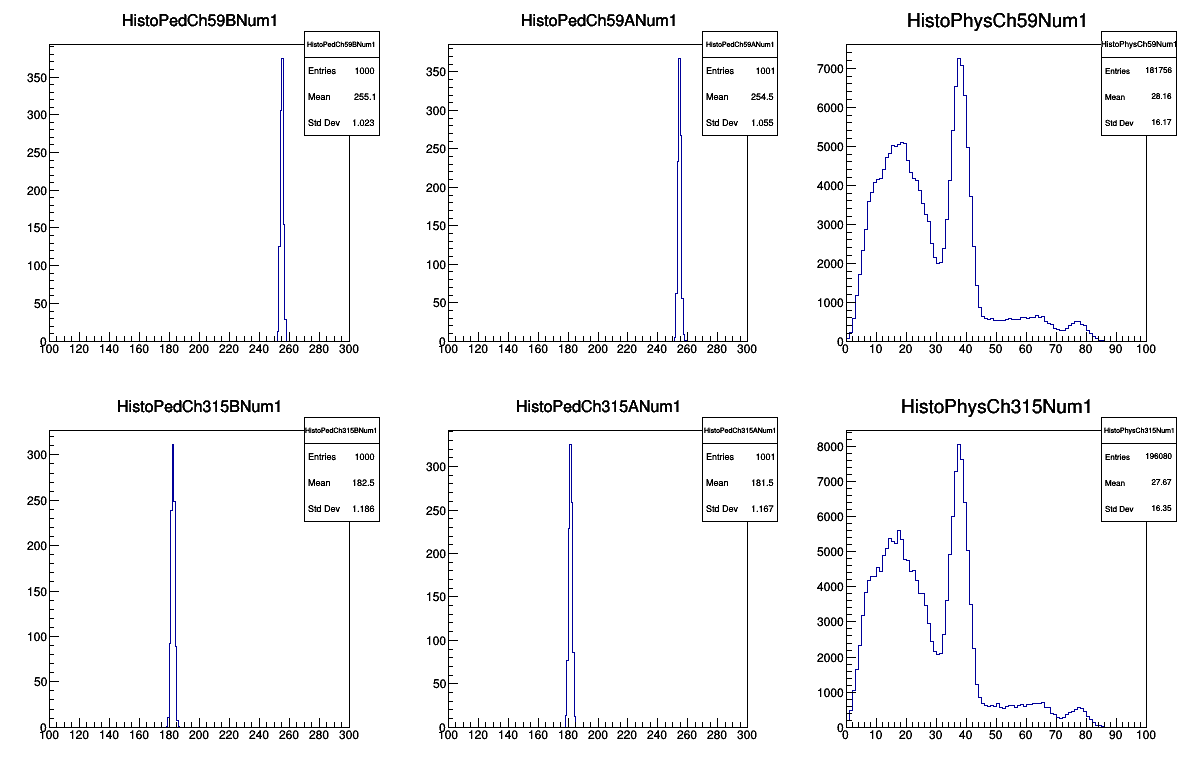 HistoPedCh59BNum1
HistoPedCh59BNum1
Entries 1000
Mean 255.1
Std Dev 1.023
350
300
250
200
150
100
50
0
100 120 140 160 180 200 220 240 260 280 300
HistoPedCh59ANum1
HistoPedCh59ANum1
Entries 1001
Mean 254.5
Std Dev 1.055
350
300
250
200
150
100
50
0
100 120 140 160 180 200 220 240 260 280 300
HistoPhysCh59Num1
HistoPhysCh59Num1
Entries 181756
Mean 28.16
Std Dev 16.17
7000
6000
5000
4000
3000
2000
1000
0
0 10 20 30 40 50 60 70 80 90 100
HistoPedCh315BNum1
HistoPedCh315BNum1
Entries 1000
Mean 182.5
Std Dev 1.186
300
250
200
150
100
50
0
100 120 140 160 180 200 220 240 260 280 300
HistoPedCh315ANum1
HistoPedCh315ANum1
Entries 1001
Mean 181.5
Std Dev 1.167
300
250
200
150
100
50
0
100 120 140 160 180 200 220 240 260 280 300
HistoPhysCh315Num1
HistoPhysCh315Num1
Entries 196080
Mean 27.67
Std Dev 16.35
8000
7000
6000
5000
4000
3000
2000
1000
0
0 10 20 30 40 50 60 70 80 90 100